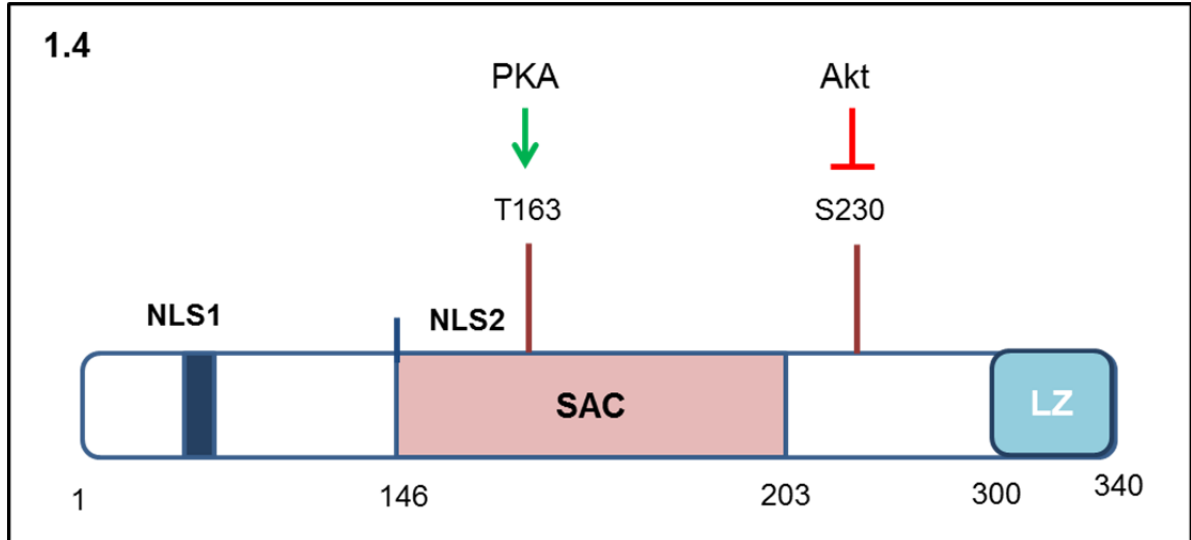 1.4
PKA Akt
T163 S230
NLS1 NLS2
SAC LZ
1 146 203 300 340